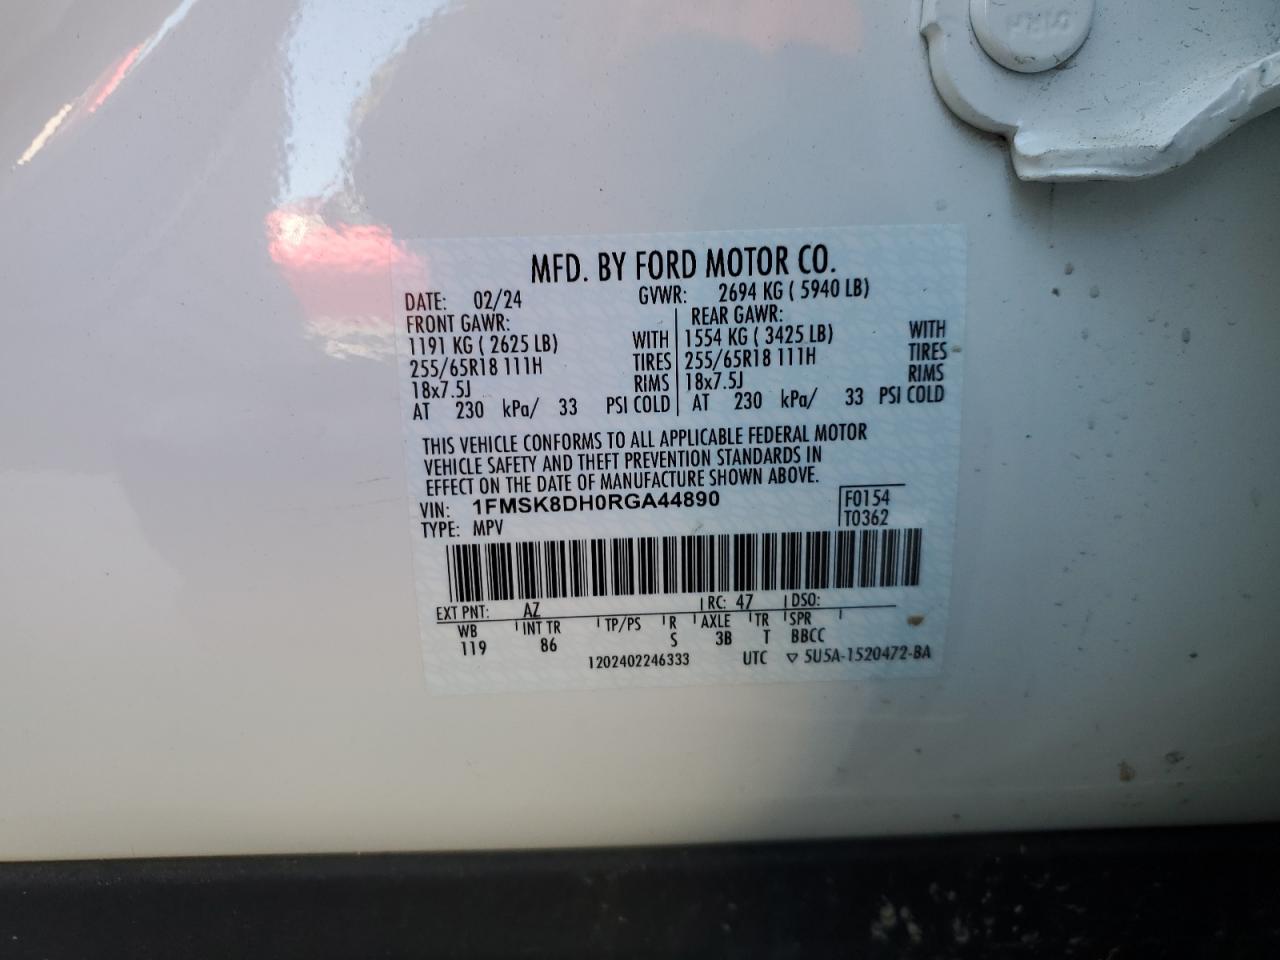 MFD. BY FORD MOTOR CO.
DATE: 02/24 GVWR: 2694 KG ( 5940 LB)
FRONT GAWR: REAR GAWR:
1191 KG ( 2625 LB) WITH 1554 KG ( 3425 LB) WITH
255/65R18 111H TIRES 255/65R18 111H TIRES
18x7.5J RIMS 18x7.5J RIMS
AT 230 kPa/ 33 PSI COLD AT 230 kPa/ 33 PSI COLD
THIS VEHICLE CONFORMS TO ALL APPLICABLE FEDERAL MOTOR
VEHICLE SAFETY AND THEFT PREVENTION STANDARDS IN
EFFECT ON THE DATE OF MANUFACTURE SHOWN ABOVE.
VIN: 1FMSK8DH0RGA44890 F0154
TYPE: MPV T0362
EXT PNT: AZ RC: 47 DSO:
WB INT TR TP/PS R AXLE TR SPR
119 86 S 3B T BBCC
1202402246333 UTC ▽ 5U5A-1520472-BA